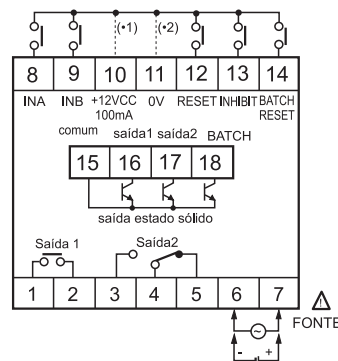 (•1) (•2)
8 9 10 11 12 13 14
INA INB +12VCC 0V RESET INHIBIT BATCH
100mA RESET
comum saída1 saída2 BATCH
15 16 17 18
saída estado sólido
Saída 1 Saída2
1 2 3 4 5 6 7
FONTE
- +